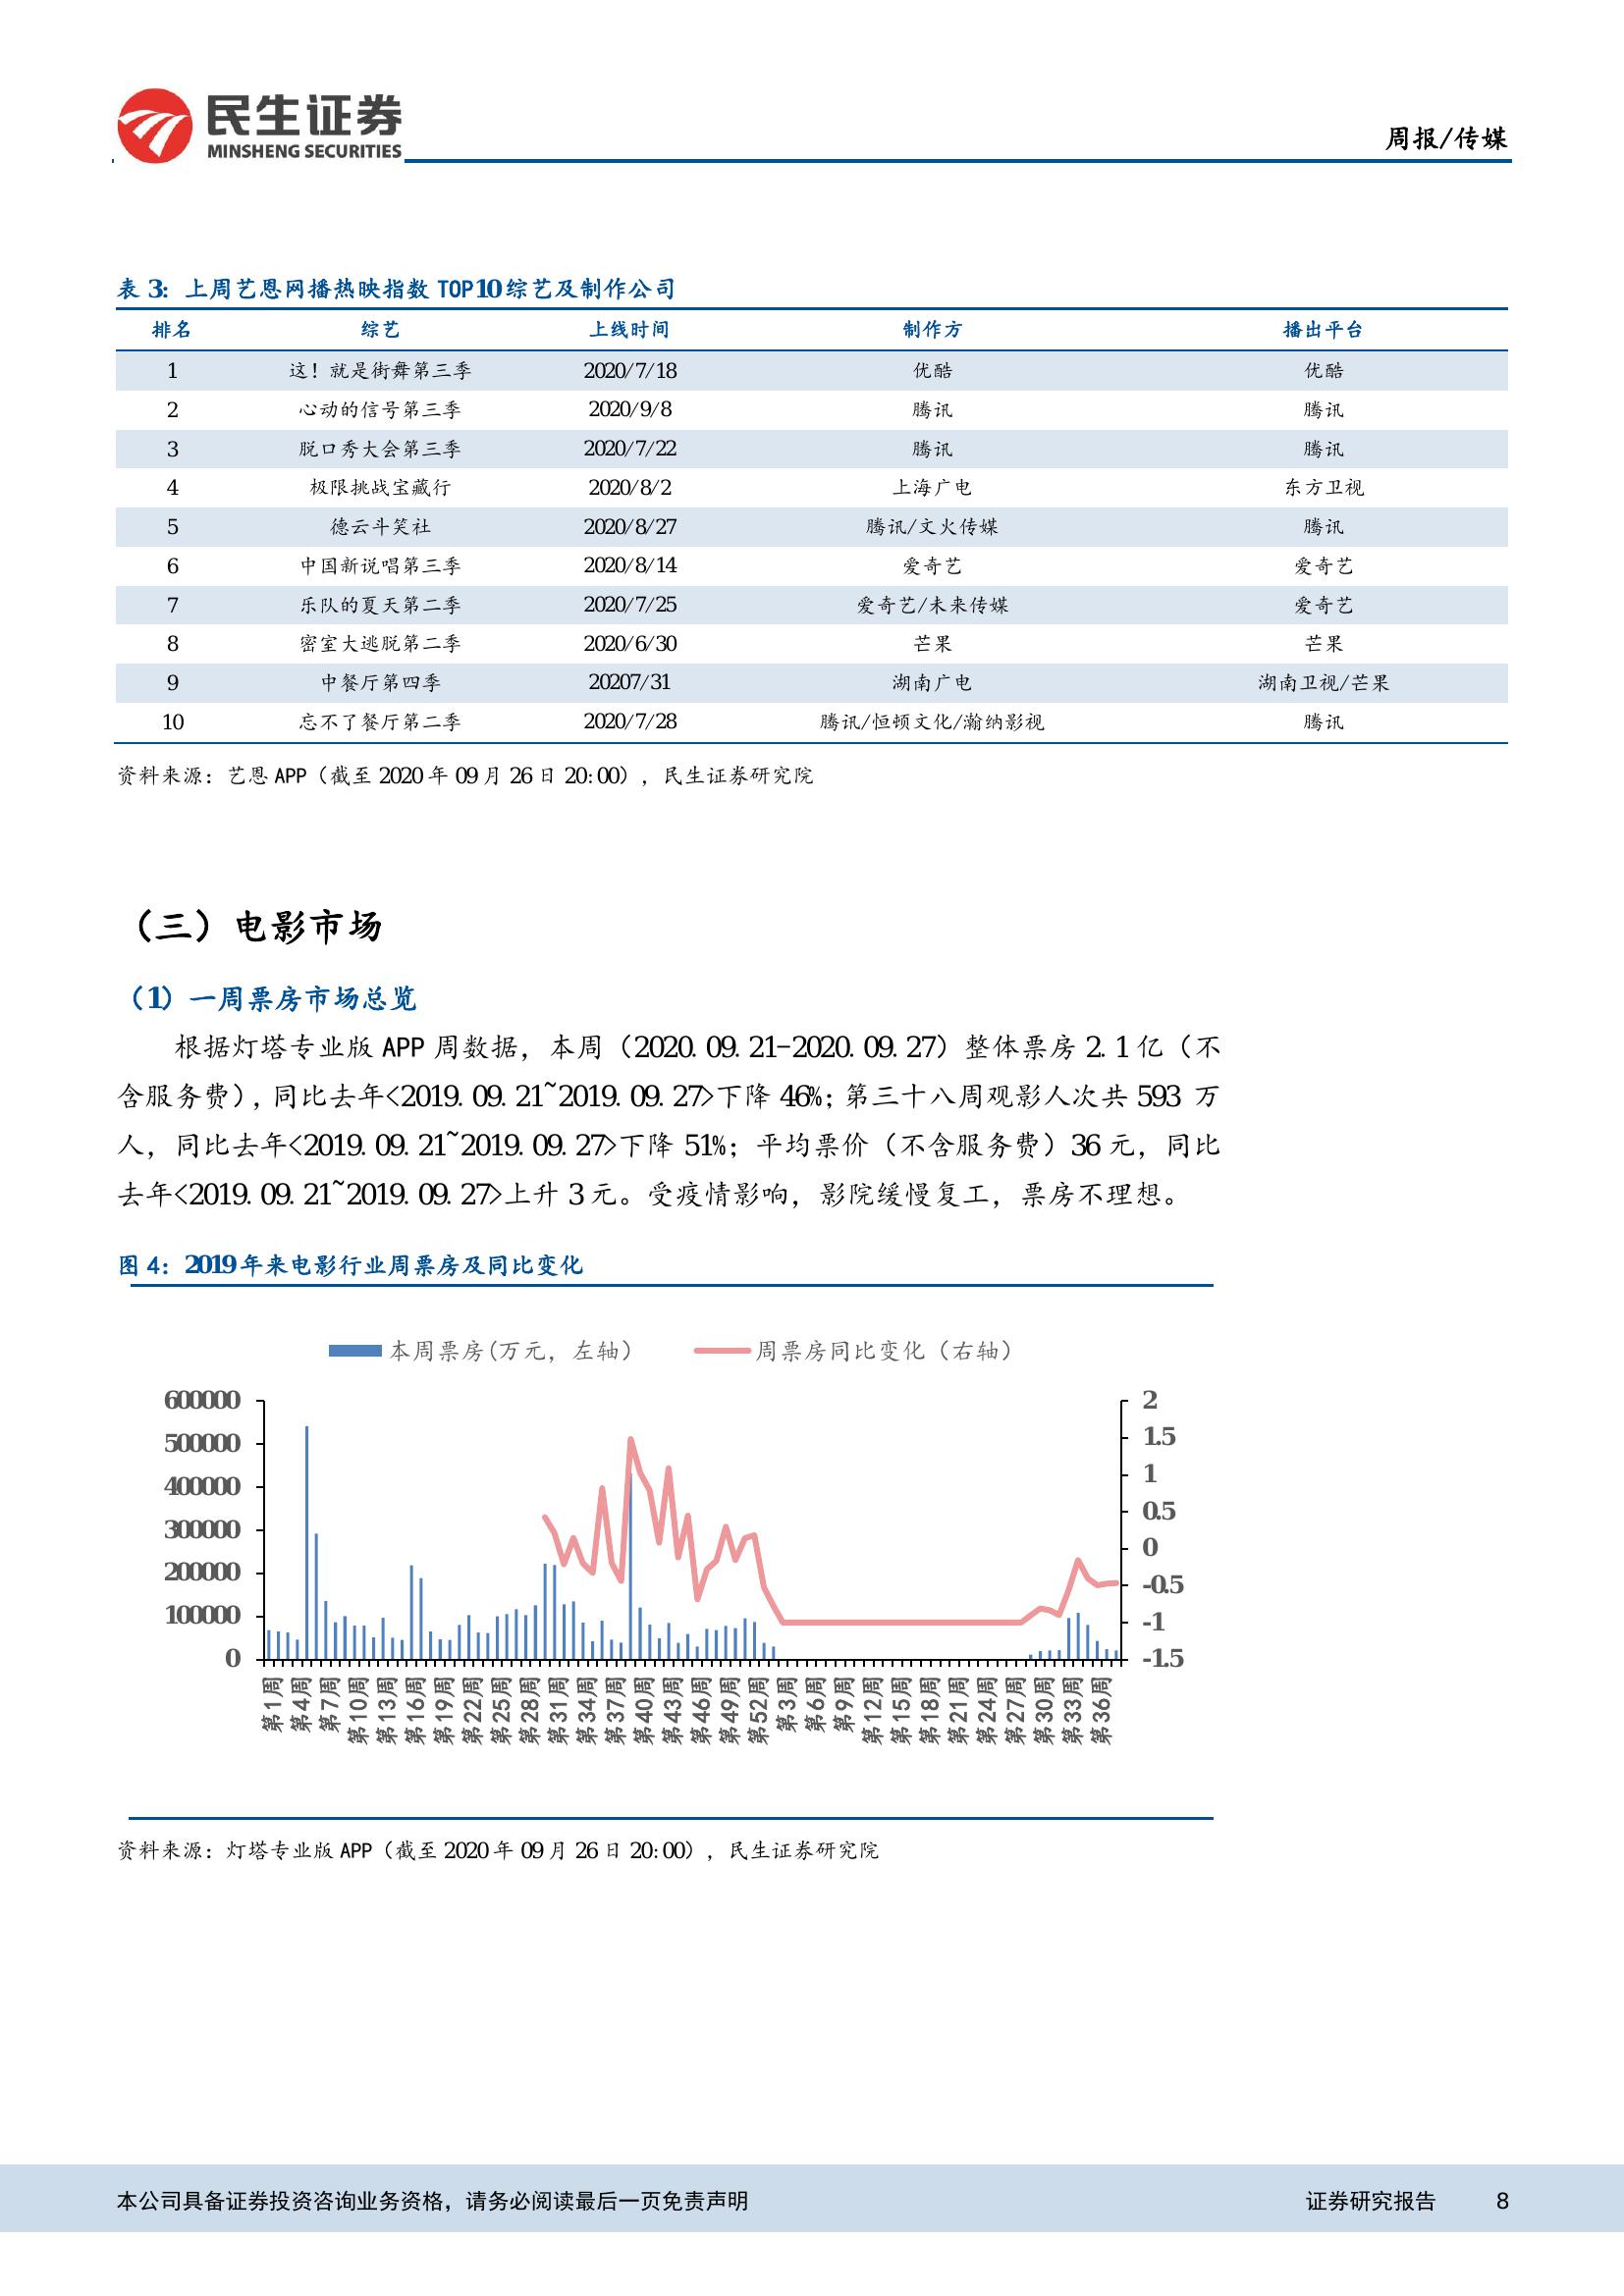 民生证券
MINSHENG SECURITIES
周报/传媒
表 3：上周艺恩网播热映指数 TOP10 综艺及制作公司
排名 综艺 上线时间 制作方 播出平台
1 这！就是街舞第三季 2020/7/18 优酷 优酷
2 心动的信号第三季 2020/9/8 腾讯 腾讯
3 脱口秀大会第三季 2020/7/22 腾讯 腾讯
4 极限挑战宝藏行 2020/8/2 上海广电 东方卫视
5 德云斗笑社 2020/8/27 腾讯/文火传媒 腾讯
6 中国新说唱第三季 2020/8/14 爱奇艺 爱奇艺
7 乐队的夏天第二季 2020/7/25 爱奇艺/未来传媒 爱奇艺
8 密室大逃脱第二季 2020/6/30 芒果 芒果
9 中餐厅第四季 20207/31 湖南广电 湖南卫视/芒果
10 忘不了餐厅第二季 2020/7/28 腾讯/恒顿文化/瀚纳影视 腾讯
资料来源：艺恩 APP（截至 2020 年 09 月 26 日 20:00），民生证券研究院
（三）电影市场
（1）一周票房市场总览
根据灯塔专业版 APP 周数据，本周（2020.09.21-2020.09.27）整体票房 2.1 亿（不
含服务费），同比去年<2019.09.21~2019.09.27>下降 46%；第三十八周观影人次共 593 万
人，同比去年<2019.09.21~2019.09.27>下降 51%；平均票价（不含服务费）36 元，同比
去年<2019.09.21~2019.09.27>上升 3 元。受疫情影响，影院缓慢复工，票房不理想。
图 4：2019 年来电影行业周票房及同比变化
本周票房(万元，左轴） 周票房同比变化（右轴）
600000
500000
400000
300000
200000
100000
0
2
1.5
1
0.5
0
-0.5
-1
-1.5
第1周
第4周
第7周
第10周
第13周
第16周
第19周
第22周
第25周
第28周
第31周
第34周
第37周
第40周
第43周
第46周
第49周
第52周
第3周
第6周
第9周
第12周
第15周
第18周
第21周
第24周
第27周
第30周
第33周
第36周
资料来源：灯塔专业版 APP（截至 2020 年 09 月 26 日 20:00），民生证券研究院
本公司具备证券投资咨询业务资格，请务必阅读最后一页免责声明 证券研究报告 8